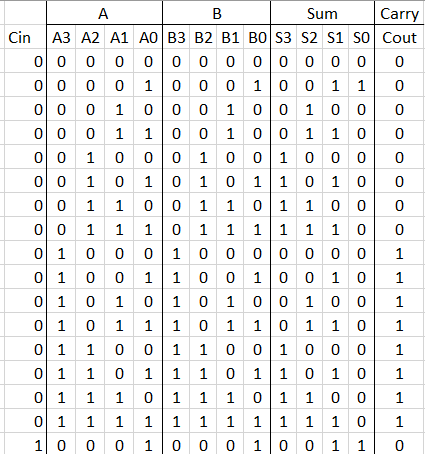 A B Sum Carry
Cin A3 A2 A1 A0 B3 B2 B1 B0 S3 S2 S1 S0 Cout
0 0 0 0 0 0 0 0 0 0 0 0 0 0
0 0 0 0 1 0 0 0 1 0 0 1 1 0
0 0 0 1 0 0 0 1 0 0 1 0 0 0
0 0 0 1 1 0 0 1 0 0 1 1 0 0
0 0 1 0 0 0 1 0 0 1 0 0 0 0
0 0 1 0 1 0 1 0 1 1 0 1 0 0
0 0 1 1 0 0 1 1 0 1 1 0 0 0
0 0 1 1 1 0 1 1 1 1 1 1 0 0
0 1 0 0 0 1 0 0 0 0 0 0 0 1
0 1 0 0 1 1 0 0 1 0 0 1 0 1
0 1 0 1 0 1 0 1 0 0 1 0 0 1
0 1 0 1 1 1 0 1 1 0 1 1 0 1
0 1 1 0 0 1 1 0 0 1 0 0 0 1
0 1 1 0 1 1 1 0 1 1 0 1 0 1
0 1 1 1 0 1 1 1 0 1 1 0 0 1
0 1 1 1 1 1 1 1 1 1 1 1 0 1
1 0 0 0 1 0 0 0 1 0 0 1 1 0